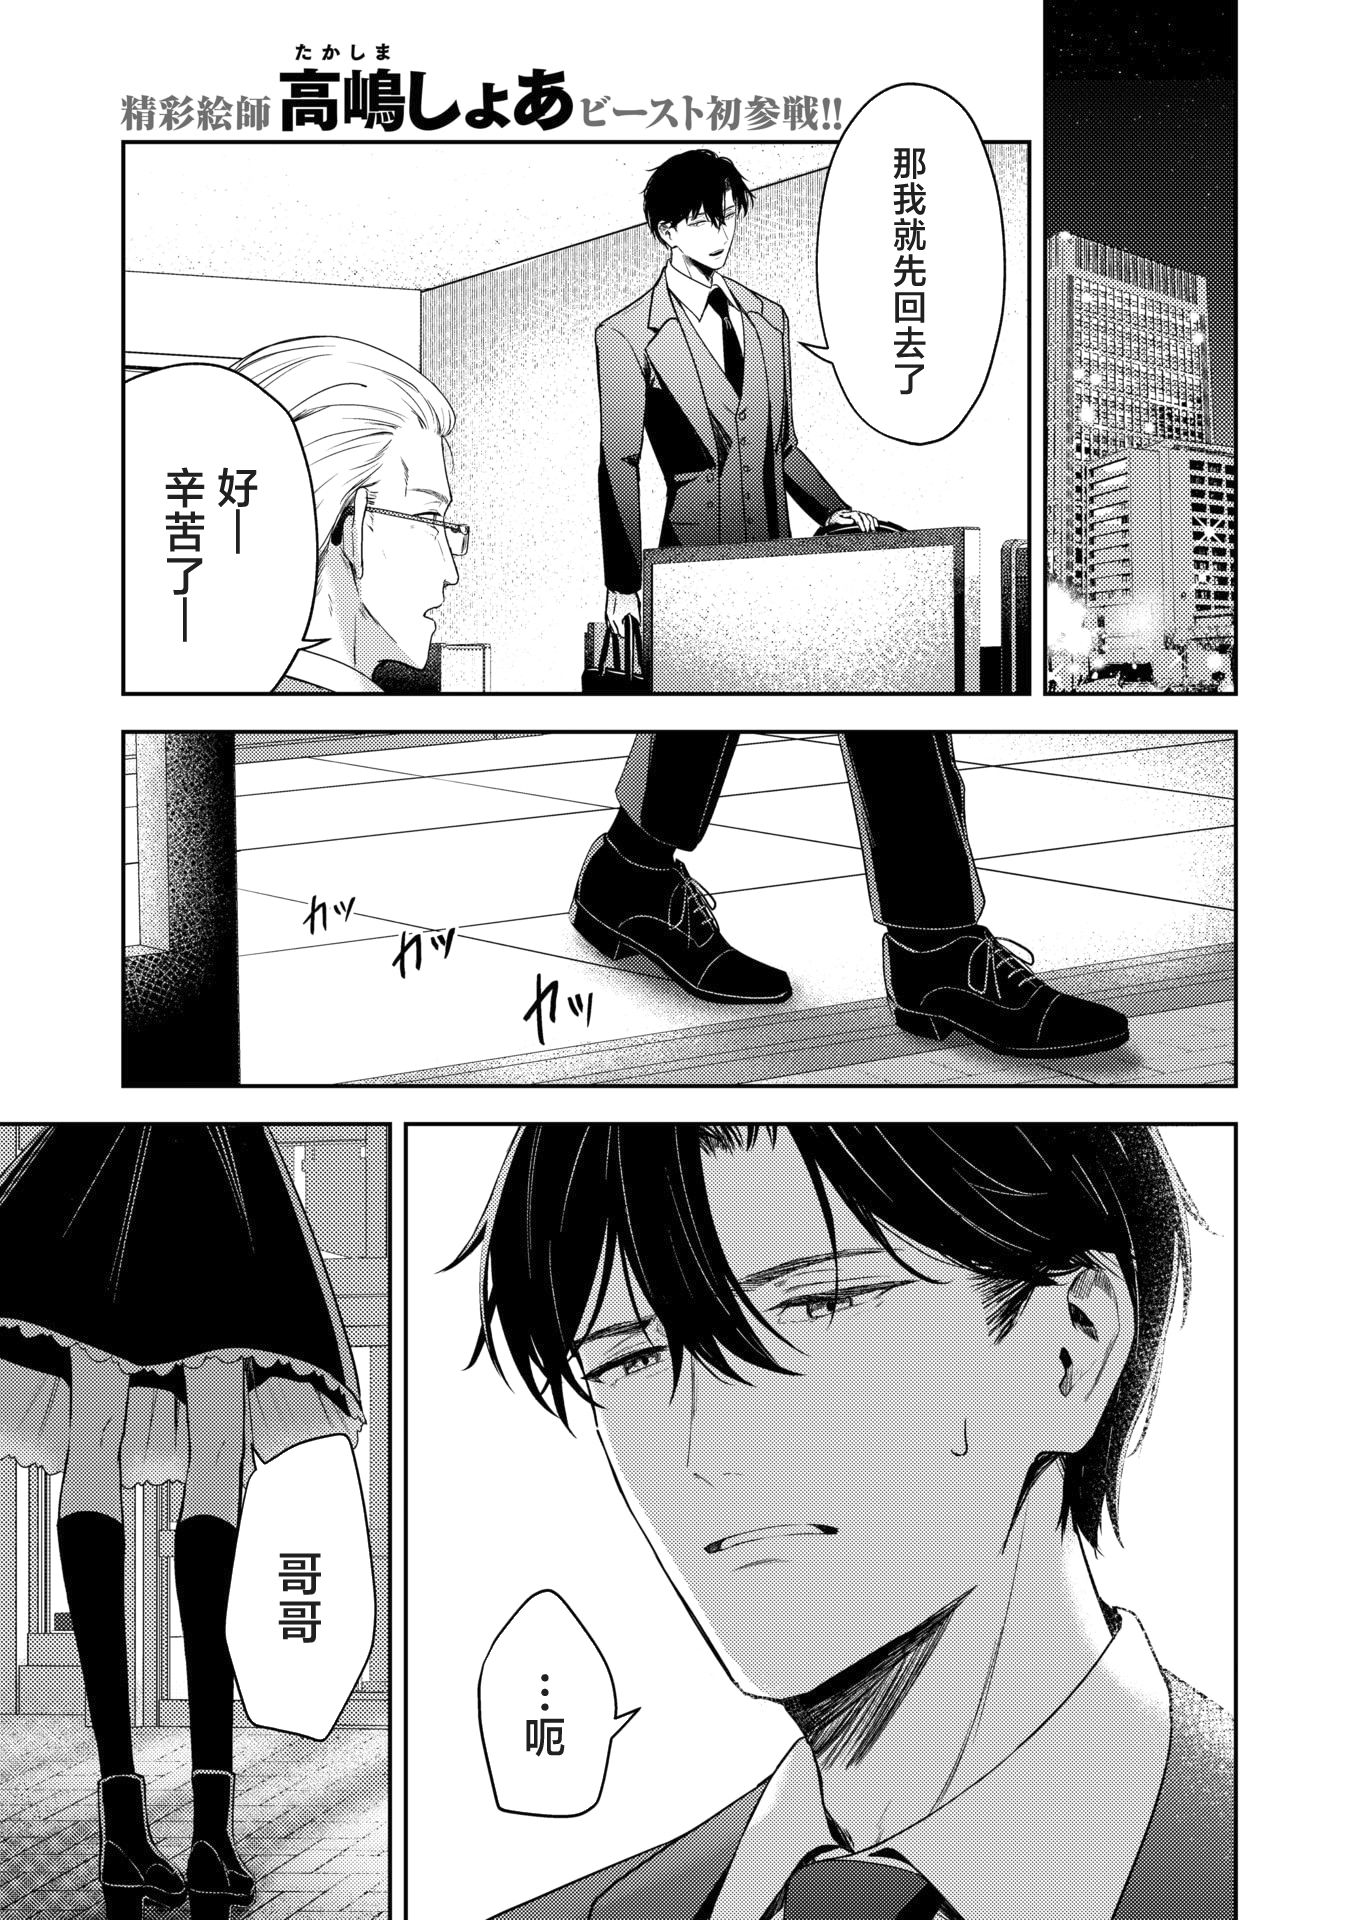 たかしま
精彩絵師 高嶋しょあ ビースト初参戦!!
那我就先回去了
好—
辛苦了—
カッ
カッ
カッ
…呃
哥哥